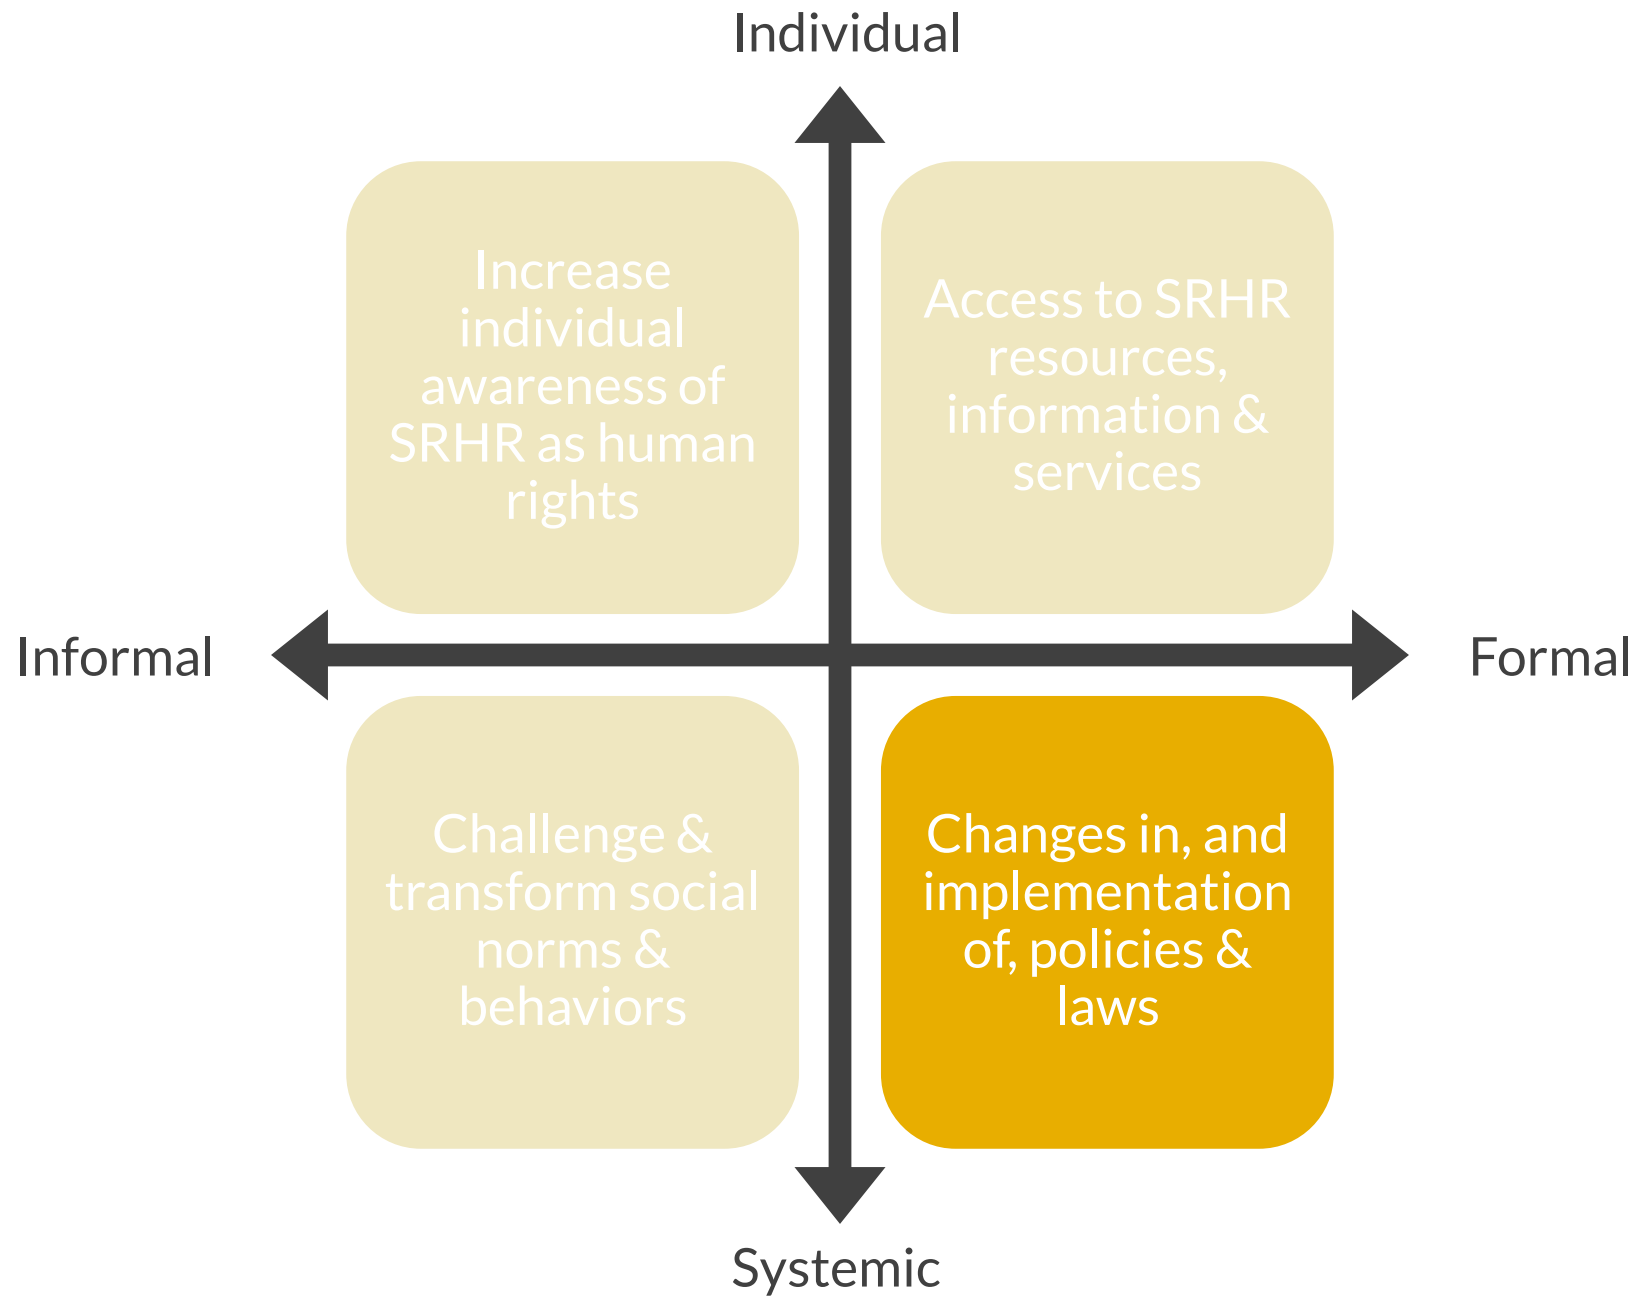 Individual
Increase
individual
awareness of
SRHR as human
rights
Access to SRHR
resources,
information &
services
Informal
Formal
Challenge &
transform social
norms &
behaviors
Changes in, and
implementation
of, policies &
laws
Systemic